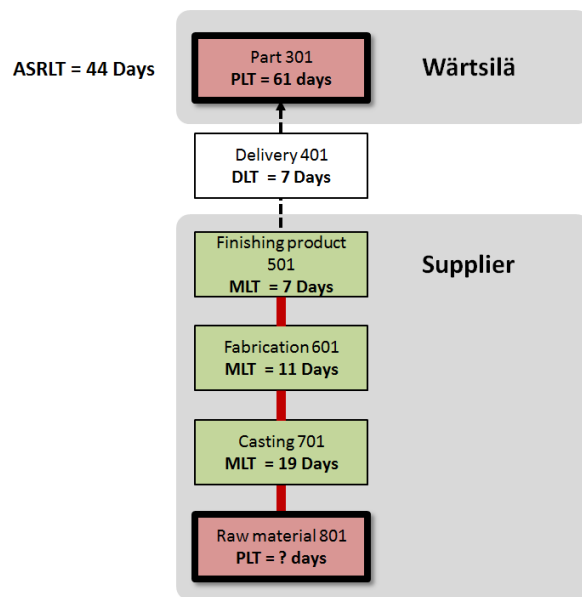 Part 301
PLT = 61 days
Wärtsilä
ASRLT = 44 Days
Delivery 401
DLT = 7 Days
Finishing product
501
MLT = 7 Days
Supplier
Fabrication 601
MLT = 11 Days
Casting 701
MLT = 19 Days
Raw material 801
PLT = ? days